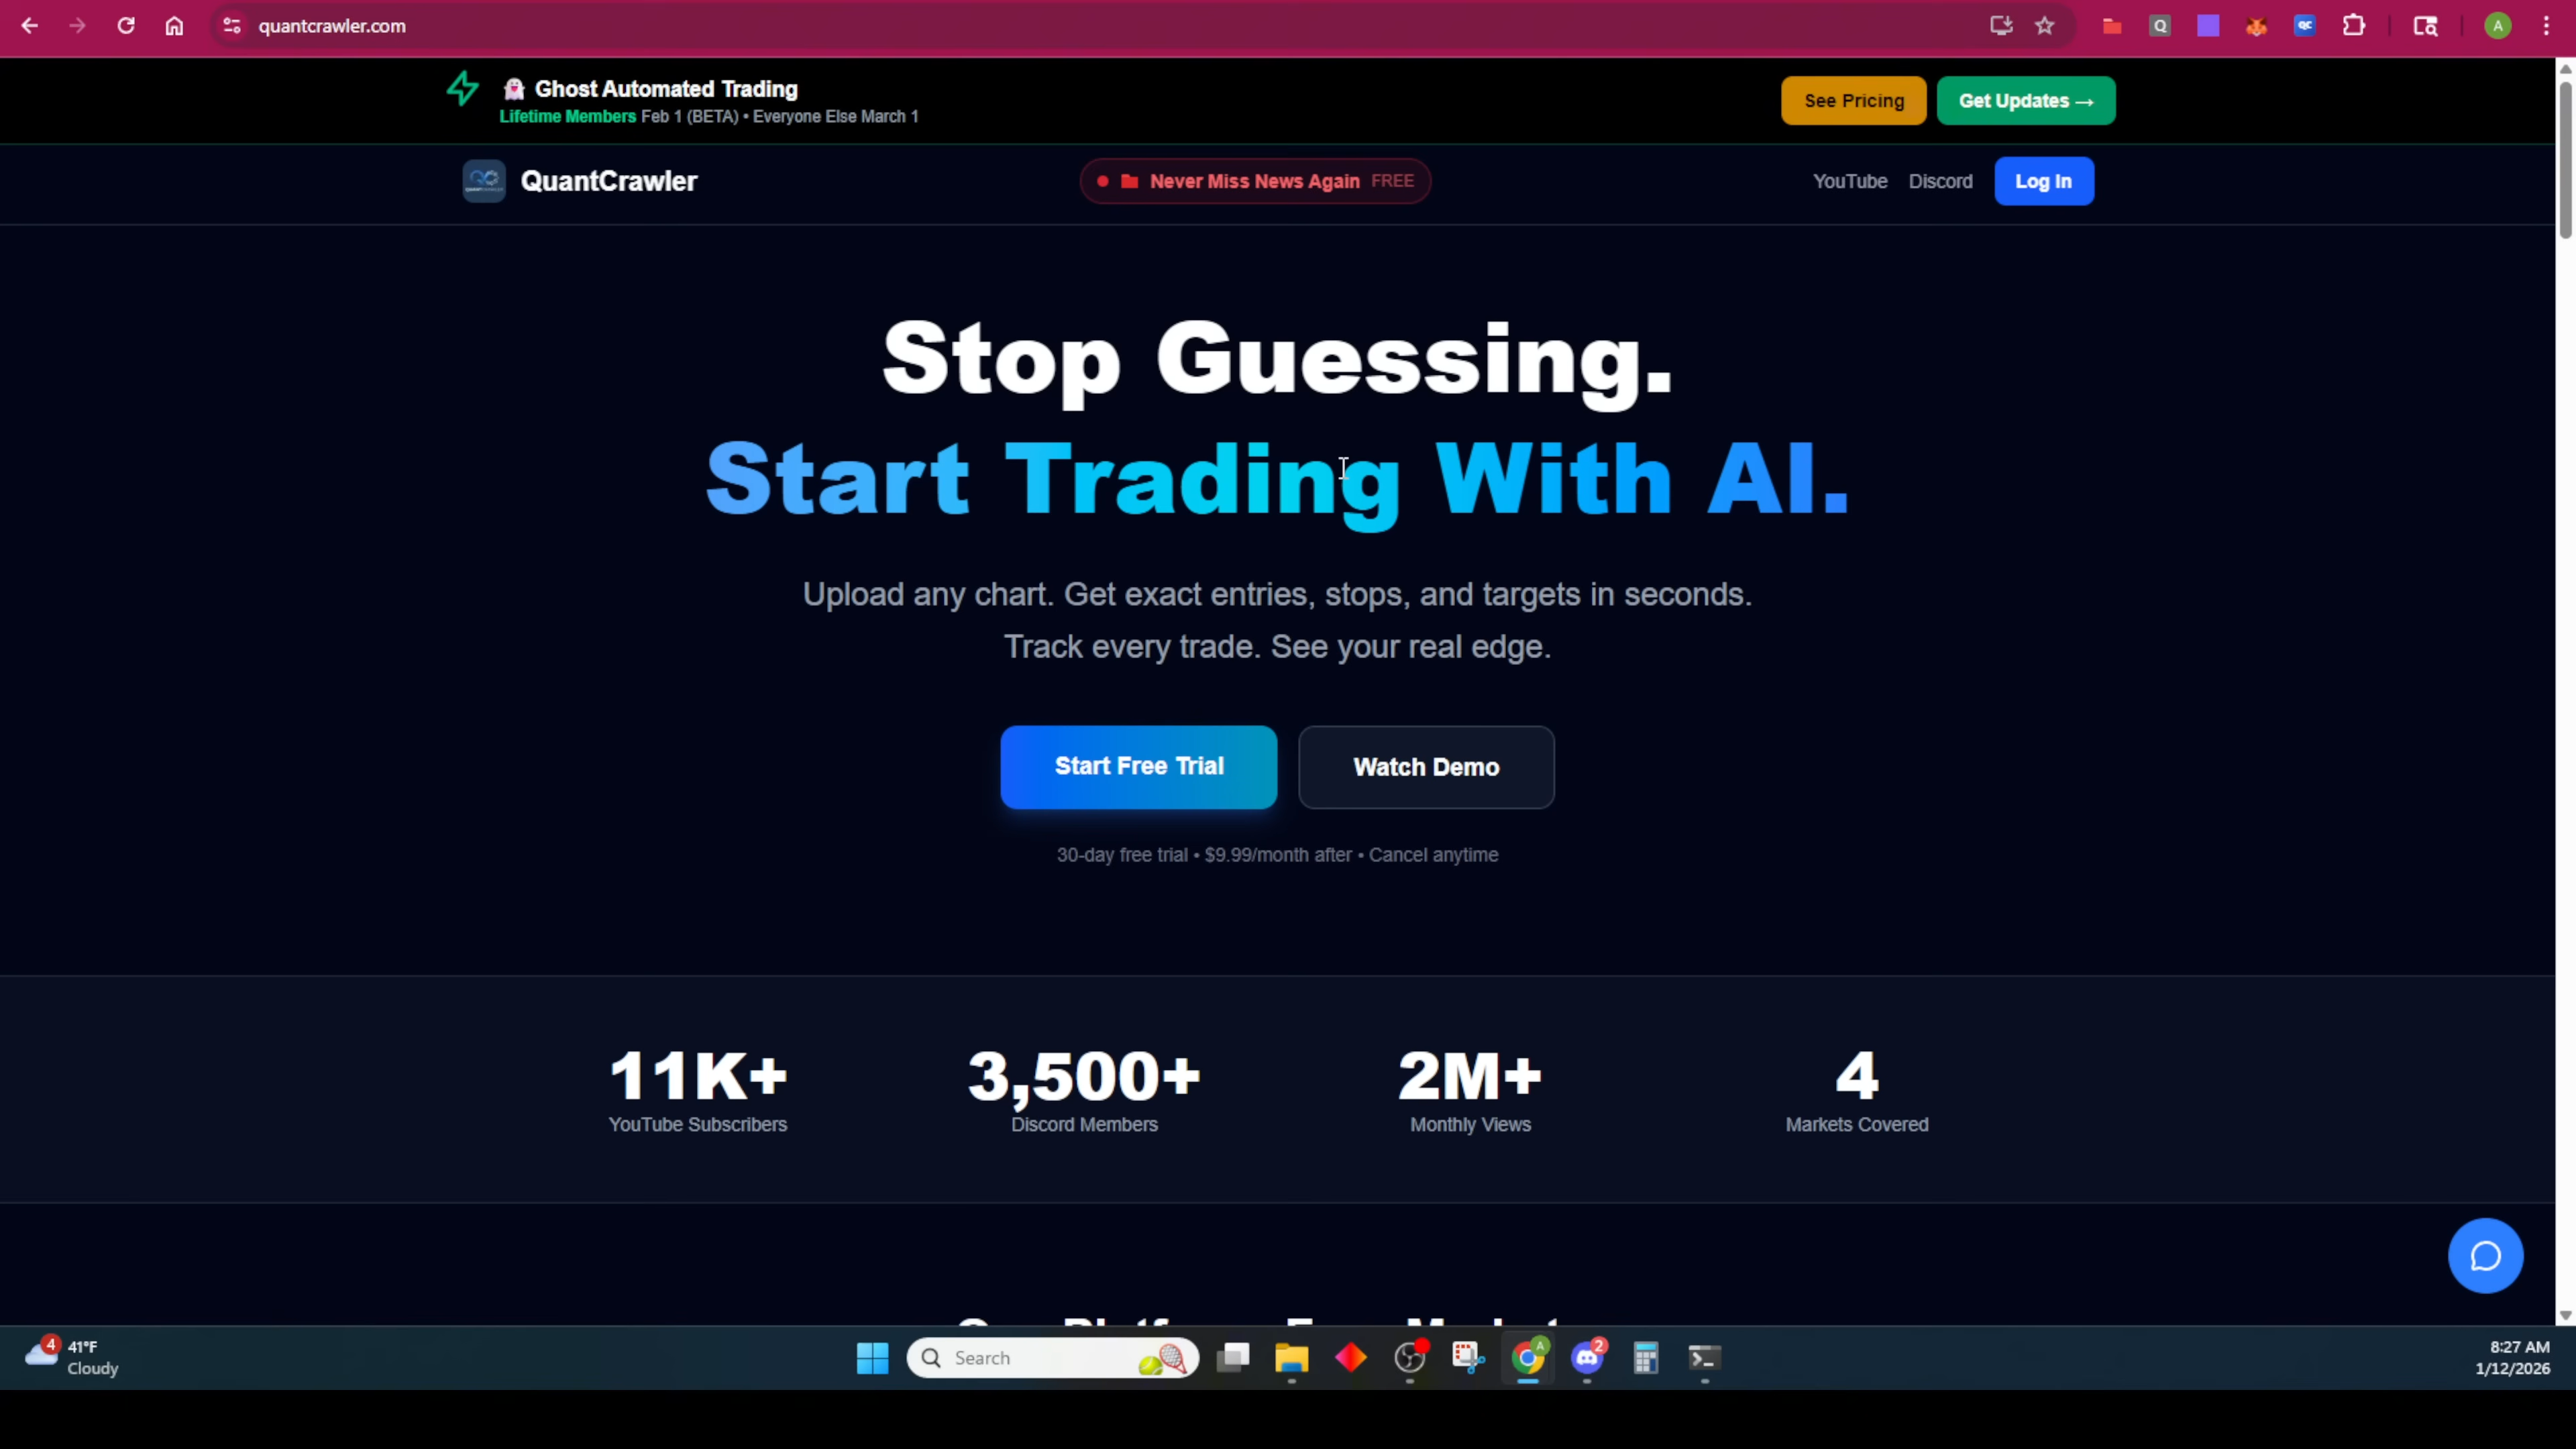 quantcrawler.com
Q
QC
A
Ghost Automated Trading
Lifetime Members Feb 1 (BETA) • Everyone Else March 1
See Pricing
Get Updates →
QuantCrawler
Never Miss News Again FREE
YouTube
Discord
Log In
Stop Guessing.
Start Trading With AI.
Upload any chart. Get exact entries, stops, and targets in seconds.
Track every trade. See your real edge.
Start Free Trial
Watch Demo
30-day free trial • $9.99/month after • Cancel anytime
11K+
YouTube Subscribers
3,500+
Discord Members
2M+
Monthly Views
4
Markets Covered
4
41°F
Cloudy
Search
A
2
8:27 AM
1/12/2026